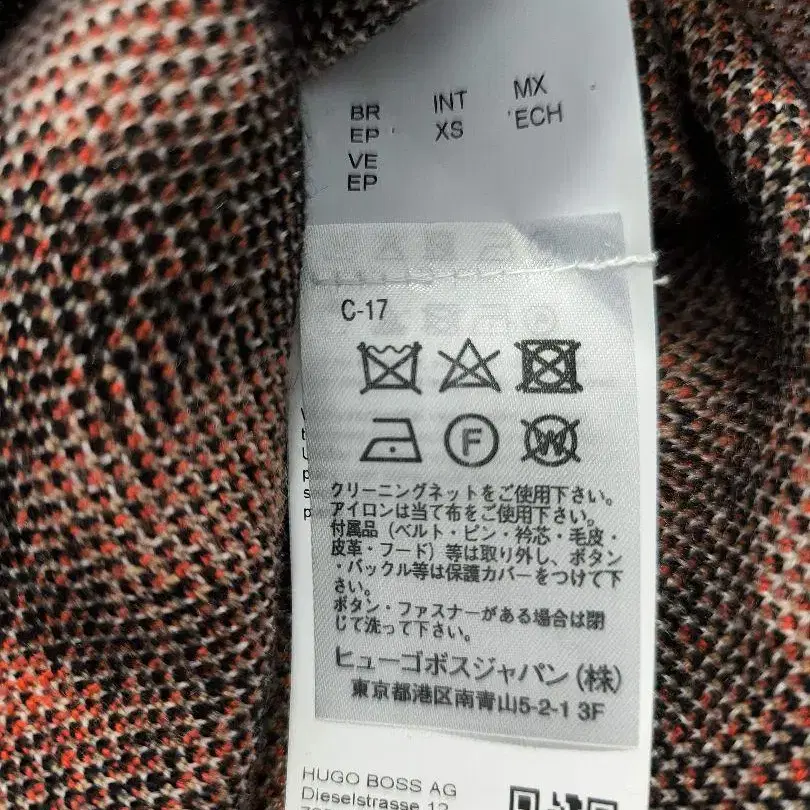 BR INT MX
EP XS ECH
VE
EP
C-17
F W
クリーニングネットをご使用下さい。
アイロンは当て布をご使用下さい。
付属品（ベルト・ピン・衿芯・毛皮・
皮革・フード）等は取り外し、ボタン
・バックル等は保護カバーをつけて下
さい。
ボタン・ファスナーがある場合は閉
じて洗って下さい。
ヒューゴボスジャパン（株）
東京都港区南青山5-2-1 3F
HUGO BOSS AG
Dieselstrasse 12